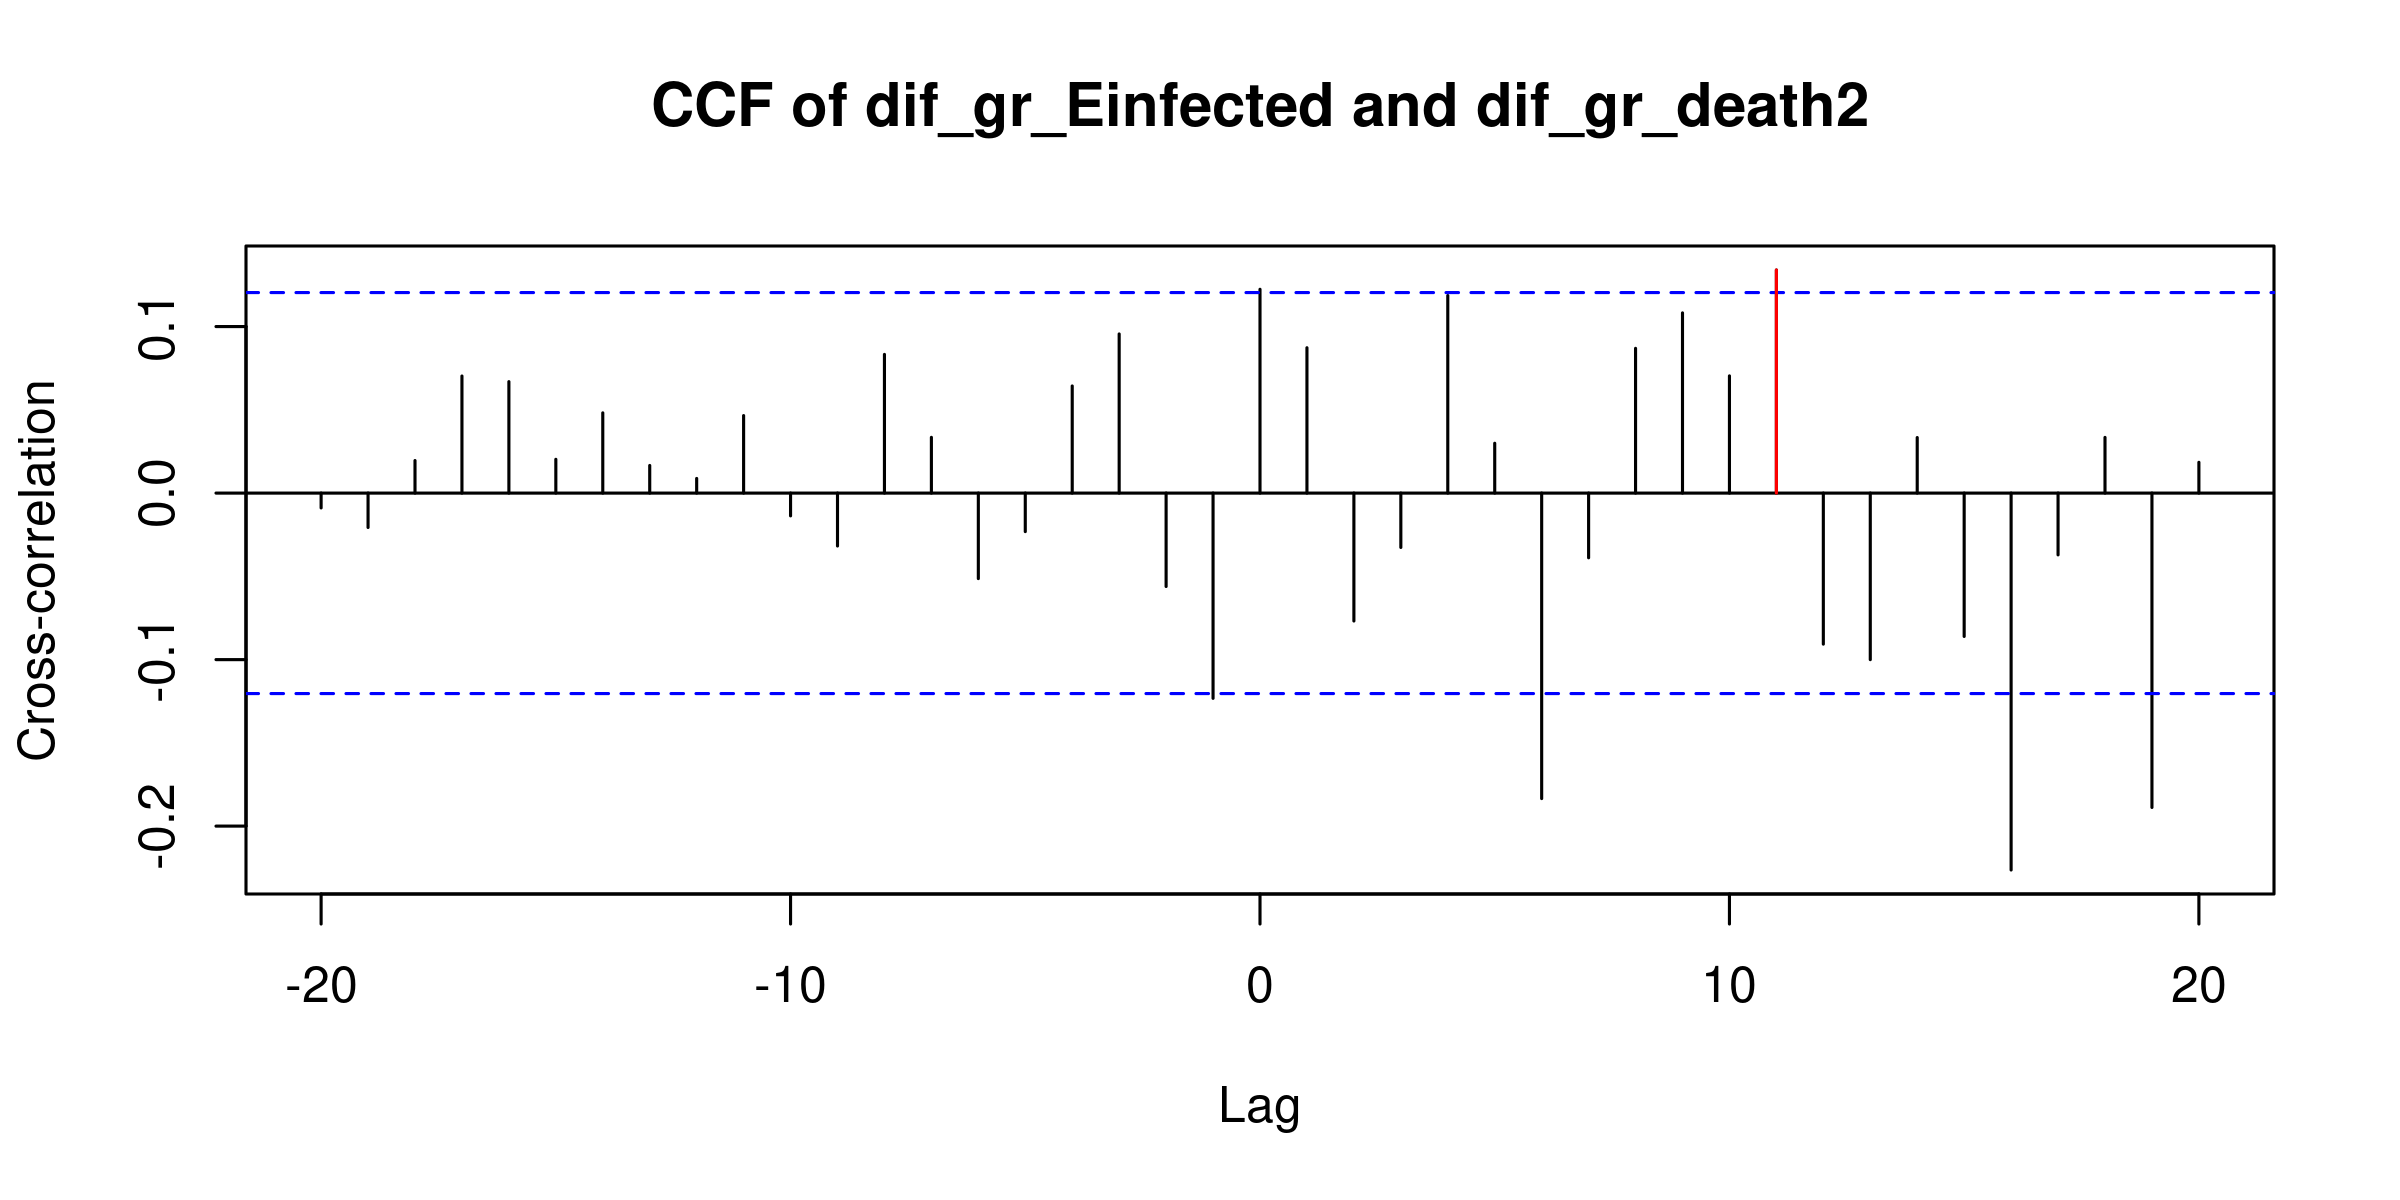 CCF of dif_gr_Einfected and dif_gr_death2
Cross-correlation
0.1
0.0
-0.1
-0.2
-20 -10 0 10 20
Lag